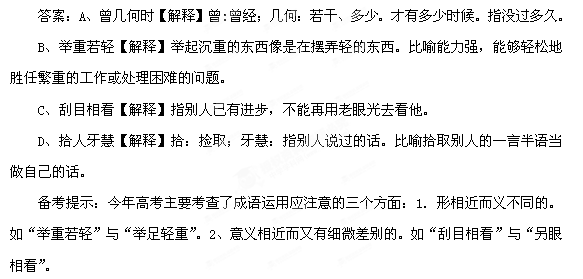 答案：A、曾几何时【解释】曾:曾经；几何：若干、多少。才有多少时候。指没过多久。
B、举重若轻【解释】举起沉重的东西像是在摆弄轻的东西。比喻能力强，能够轻松地
胜任繁重的工作或处理困难的问题。
C、刮目相看【解释】指别人已有进步，不能再用老眼光去看他。
D、拾人牙慧【解释】拾：捡取；牙慧：指别人说过的话。比喻拾取别人的一言半语当
做自己的话。
备考提示：今年高考主要考查了成语运用应注意的三个方面：1．形相近而义不同的。
如“举重若轻”与“举足轻重”。2、意义相近而又有细微差别的。如“刮目相看”与“另眼
相看”。